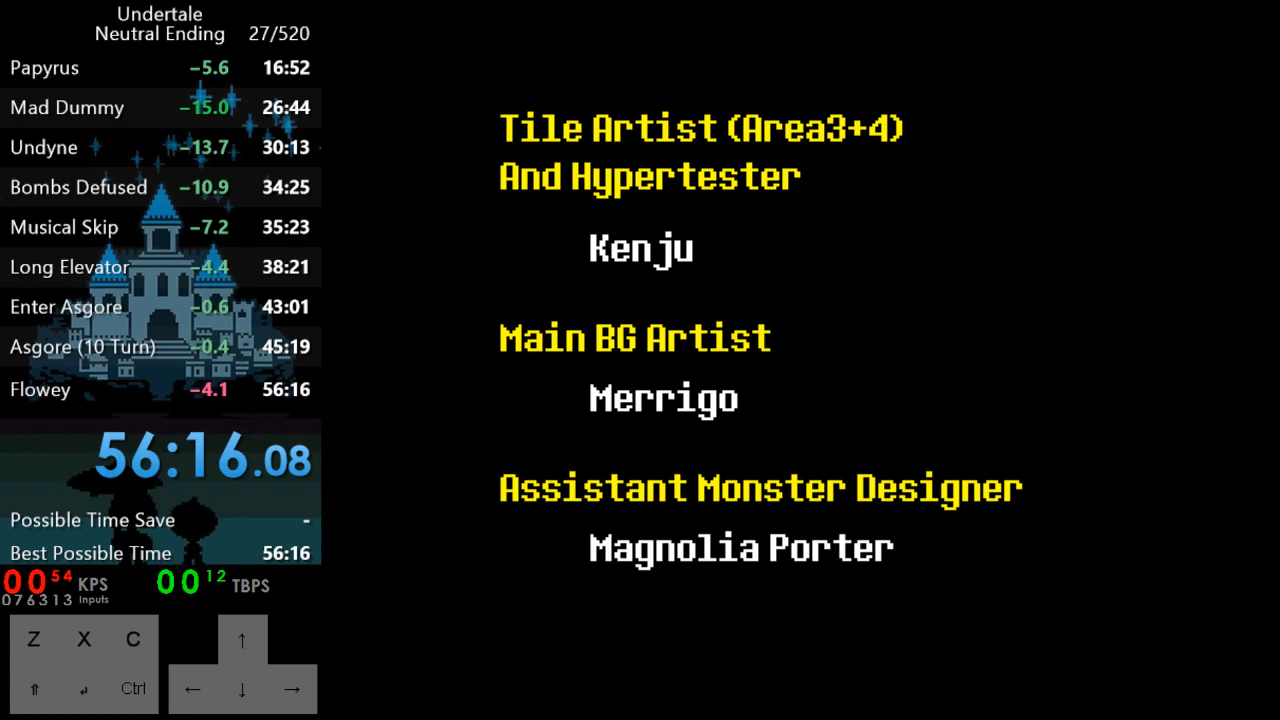 Undertale
Neutral Ending 27/520
Papyrus −5.6 16:52
Mad Dummy −15.0 26:44
Undyne −13.7 30:13
Bombs Defused −10.9 34:25
Musical Skip −7.2 35:23
Long Elevator −4.4 38:21
Enter Asgore −0.6 43:01
Asgore (10 Turn) −0.4 45:19
Flowey −4.1 56:16
56:16.08
Possible Time Save -
Best Possible Time 56:16
00 54 KPS 00 12 TBPS
076313 Inputs
Z X C ↑
⇑ ↲ Ctrl ← ↓ →
Tile Artist (Area3+4)
And Hypertester
Kenju
Main BG Artist
Merrigo
Assistant Monster Designer
Magnolia Porter